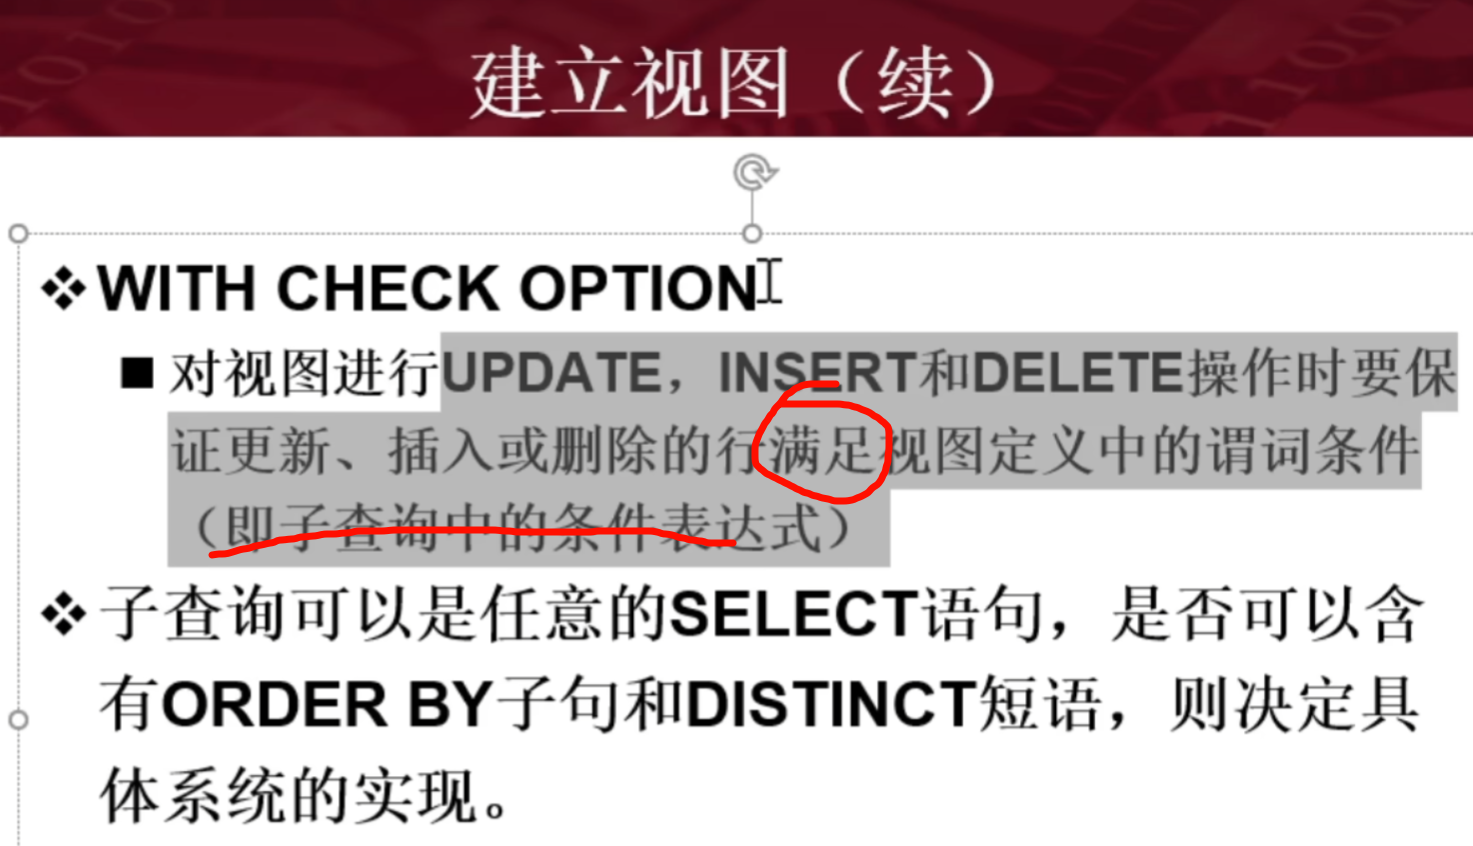 建立视图（续）
WITH CHECK OPTION
对视图进行UPDATE，INSERT和DELETE操作时要保
证更新、插入或删除的行满足视图定义中的谓词条件
（即子查询中的条件表达式）
子查询可以是任意的SELECT语句，是否可以含
有ORDER BY子句和DISTINCT短语，则决定具
体系统的实现。